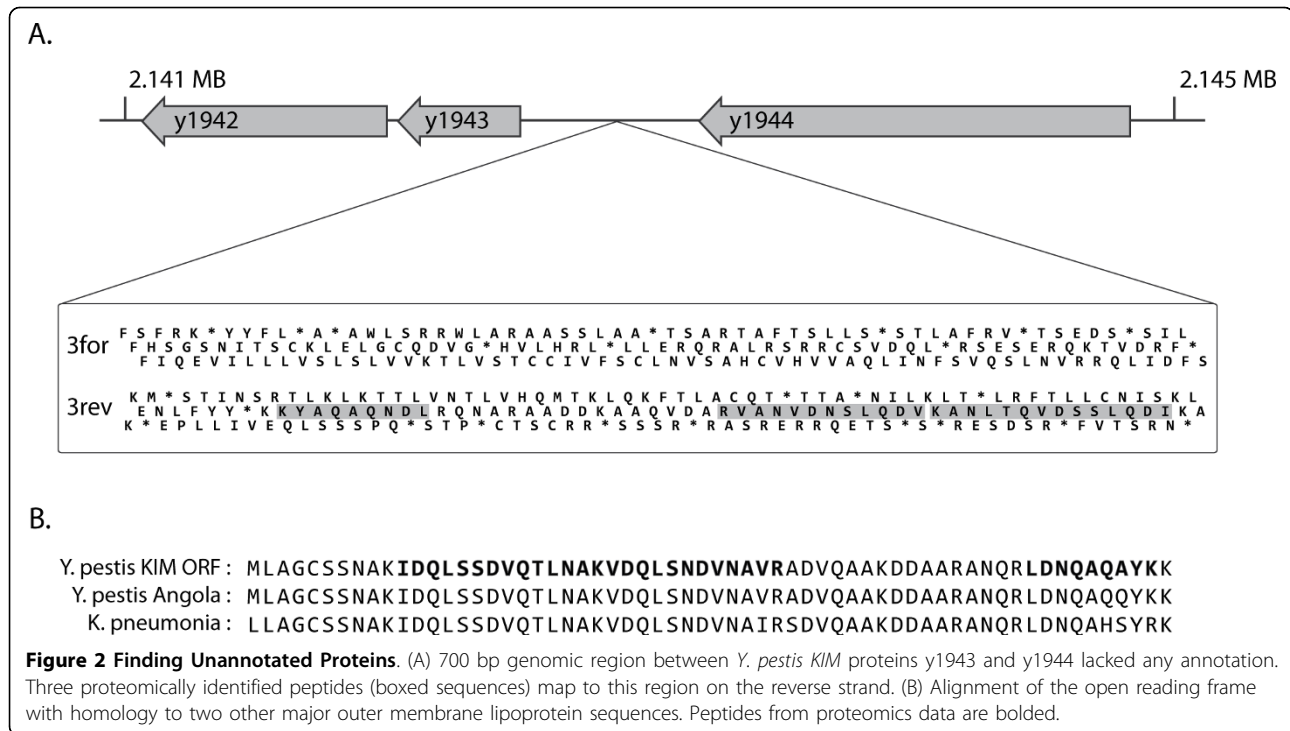 A.
2.141 MB
2.145 MB
y1942
y1943
y1944
3for
F S F R K * Y Y F L * A * A W L S R R W L A R A A S S L A A * T S A R T A F T S L L S * S T L A F R V * T S E D S * S I L
F H S G S N I T S C K L E L G C Q D V G * H V L H R L * L L E R Q R A L R S R R C S V D Q L * R S E S E R Q K T V D R F *
F I Q E V I L L L V S L S L V V K T L V S T C C I V F S C L N V S A H C V H V V A Q L I N F S V Q S L N V R R Q L I D F S
3rev
K M * S T I N S R T L K L K T T L V N T L V H Q M T K L Q K F T L A C Q T * T T A * N I L K L T * L R F T L L C N I S K L
E N L F Y Y * K K Y A Q A Q N D L R Q N A R A A D D K A A Q V D A R V A N V D N S L Q D V K A N L T Q V D S S L Q D I K A
K * E P L L I V E Q L S S S P Q * S T P * C T S C R R * S S S R * R A S R E R R Q E T S * S * R E S D S R * F V T S R N *
B.
Y. pestis KIM ORF : MLAGCSSNAKIDQLSSDVQTLNAKVDQLSNDVNAVRADVQAAKDDAARANQRLDNQAQAYKK
Y. pestis Angola : MLAGCSSNAKIDQLSSDVQTLNAKVDQLSNDVNAVRADVQAAKDDAARANQRLDNQAQQYKK
K. pneumonia : LLAGCSSNAKIDQLSSDVQTLNAKVDQLSNDVNAIRSDVQAAKDDAARANQRLDNQAHSYRK
Figure 2 Finding Unannotated Proteins. (A) 700 bp genomic region between Y. pestis KIM proteins y1943 and y1944 lacked any annotation.
Three proteomically identified peptides (boxed sequences) map to this region on the reverse strand. (B) Alignment of the open reading frame
with homology to two other major outer membrane lipoprotein sequences. Peptides from proteomics data are bolded.